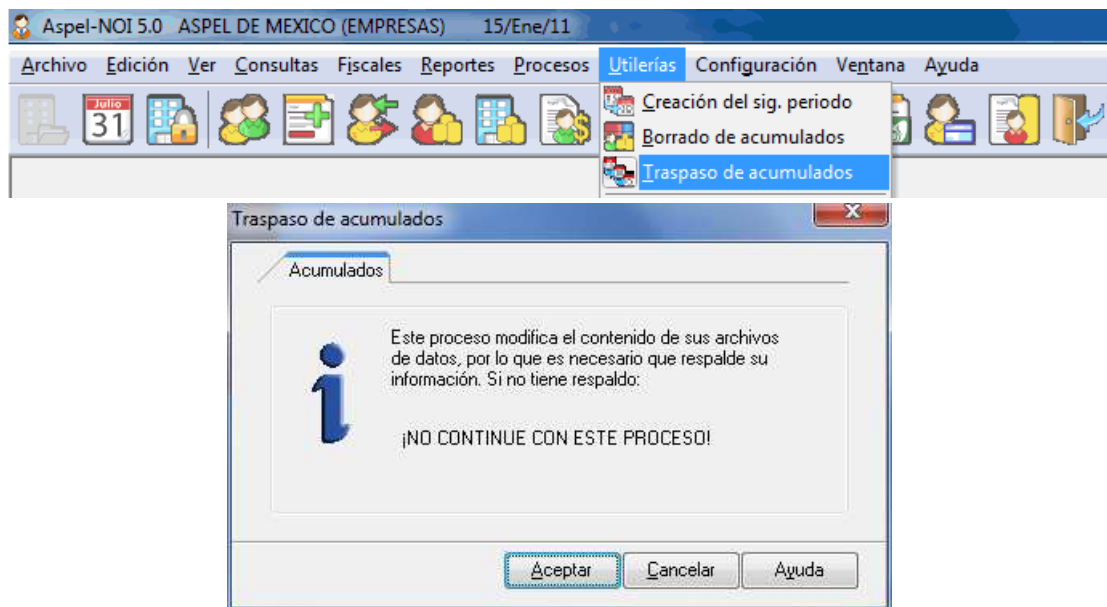 Aspel-NOI 5.0 ASPEL DE MEXICO (EMPRESAS) 15/Ene/11
Archivo Edición Ver Consultas Fiscales Reportes Procesos Utilerías Configuración Ventana Ayuda
Julio
31
Creación del sig. periodo
Borrado de acumulados
Traspaso de acumulados
Traspaso de acumulados
Acumulados
Este proceso modifica el contenido de sus archivos
de datos, por lo que es necesario que respalde su
información. Si no tiene respaldo:
¡NO CONTINUE CON ESTE PROCESO!
Aceptar Cancelar Ayuda